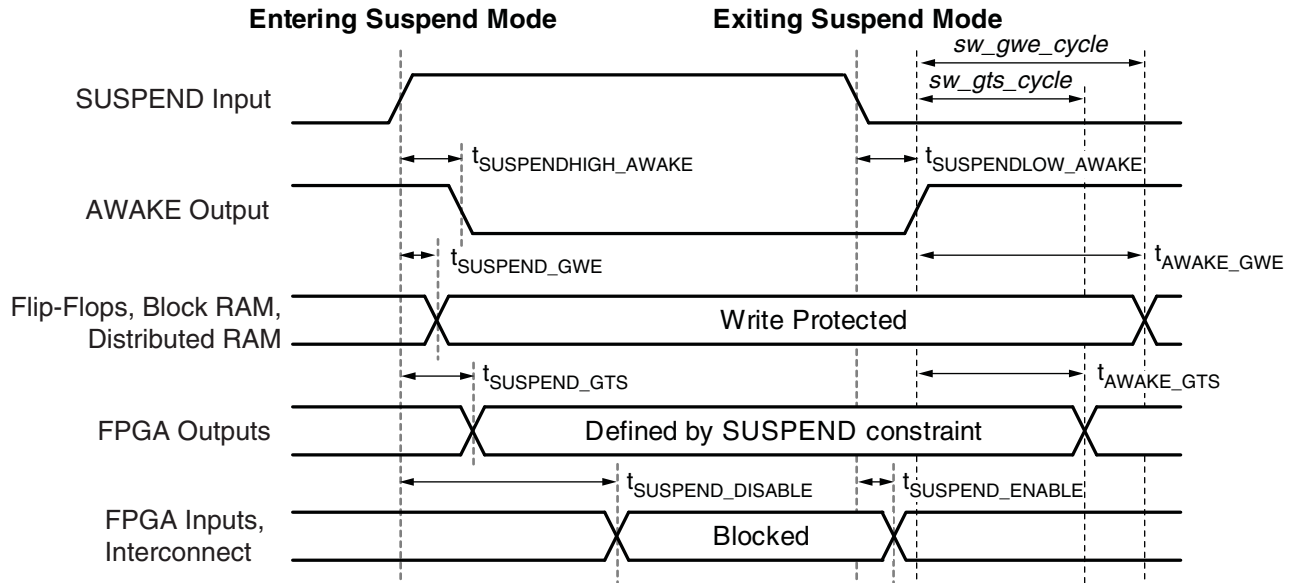 Entering Suspend Mode
Exiting Suspend Mode
sw_gwe_cycle
sw_gts_cycle
SUSPEND Input
tSUSPENDHIGH_AWAKE
tSUSPENDLOW_AWAKE
AWAKE Output
tSUSPEND_GWE
tAWAKE_GWE
Flip-Flops, Block RAM,
Distributed RAM
Write Protected
tSUSPEND_GTS
tAWAKE_GTS
FPGA Outputs
Defined by SUSPEND constraint
tSUSPEND_DISABLE
tSUSPEND_ENABLE
FPGA Inputs,
Interconnect
Blocked